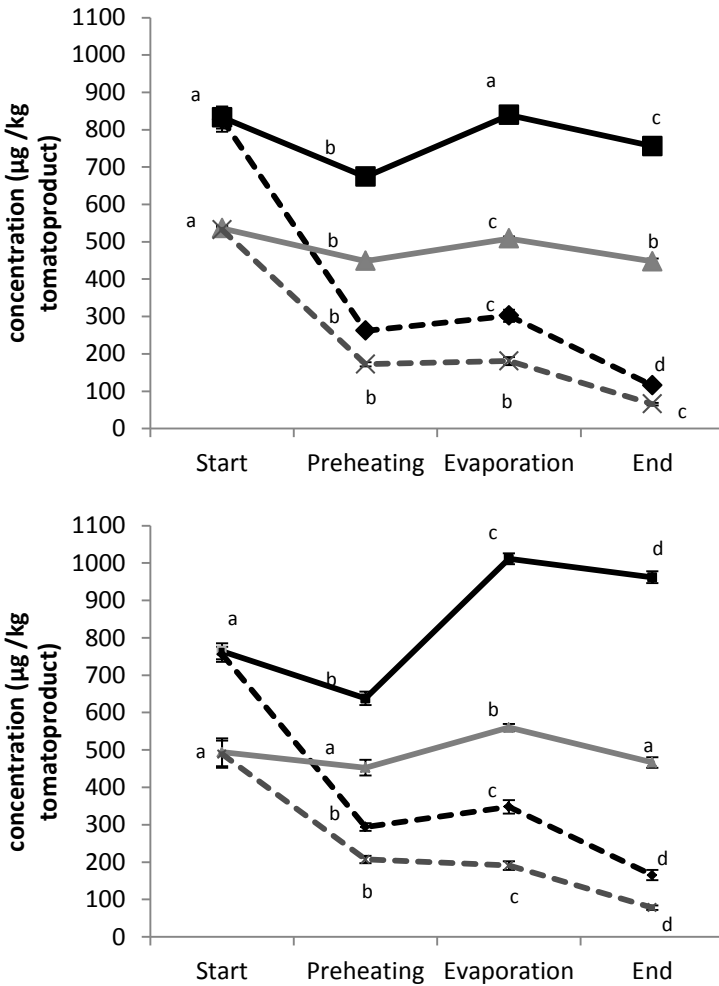 1100
1000
900
800
700
600
500
400
300
200
100
0
concentration (µg /kg
tomatoproduct)
a
b
a
c
a
b
c
b
b
c
d
b
b
c
Start Preheating Evaporation End
1100
1000
900
800
700
600
500
400
300
200
100
0
concentration (µg /kg
tomatoproduct)
a
b
c
d
a
a
b
a
b
c
d
b
c
d
Start Preheating Evaporation End